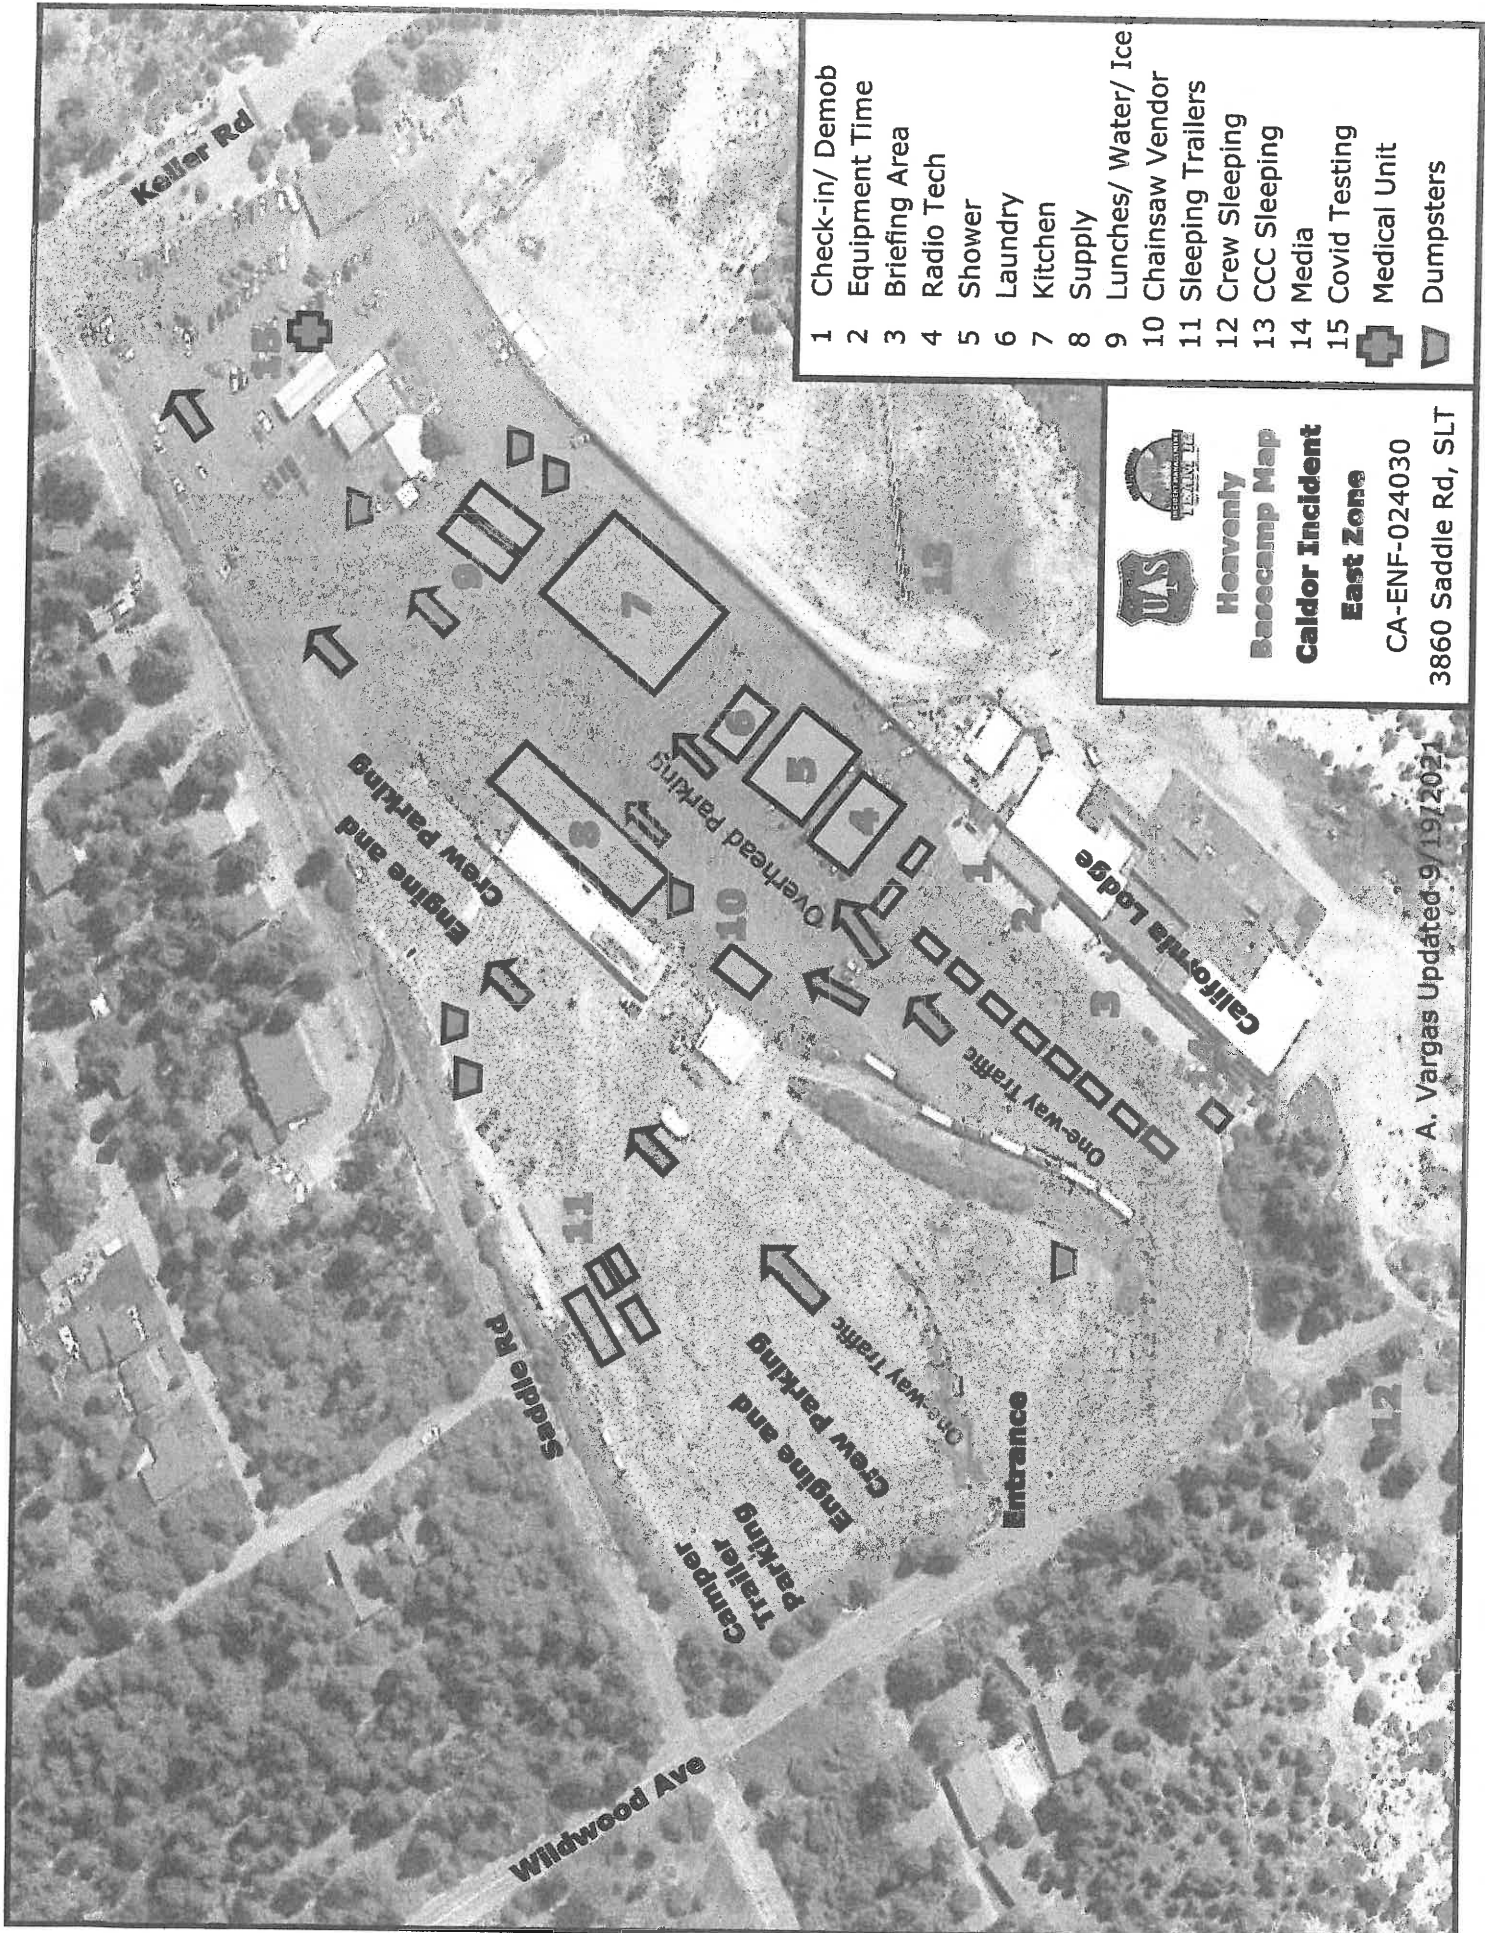 Keller Rd
15
9
7
Engine and
Crew Parking
8
6
5
4
Overhead Parking
10
1
2
3
14
California Lodge
13
One-way Traffic
11
Saddle Rd
One-way Traffic
Engine and
Crew Parking
Camper
Trailer
Parking
Entrance
12
Wildwood Ave
1 Check-in/ Demob
2 Equipment Time
3 Briefing Area
4 Radio Tech
5 Shower
6 Laundry
7 Kitchen
8 Supply
9 Lunches/ Water/ Ice
10 Chainsaw Vendor
11 Sleeping Trailers
12 Crew Sleeping
13 CCC Sleeping
14 Media
15 Covid Testing
Medical Unit
Dumpsters
UAS
Heavenly
Basecamp Map
Caldor Incident
East Zone
CA-ENF-024030
3860 Saddle Rd, SLT
A. Vargas Updated 9/19/2021